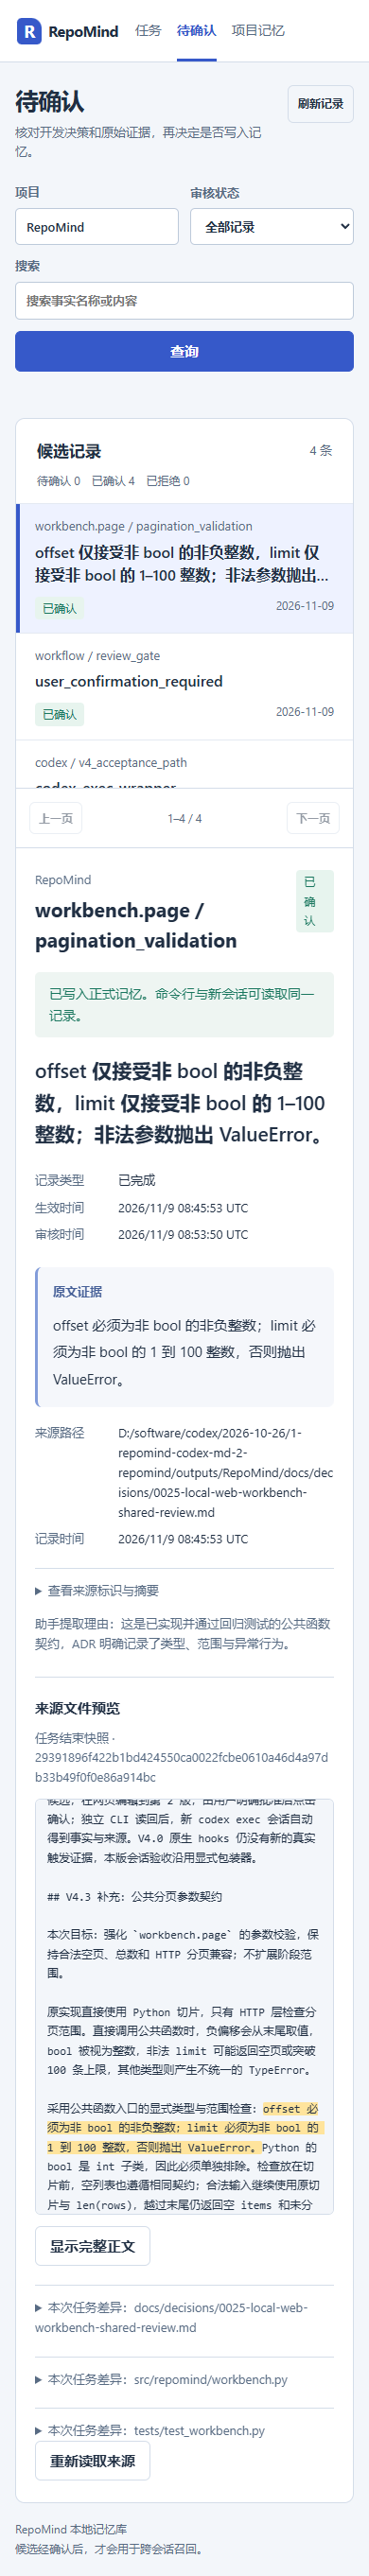 R RepoMind 任务 待确认 项目记忆
待确认
刷新记录
核对开发决策和原始证据，再决定是否写入记
忆。
项目
审核状态
RepoMind
全部记录
搜索
搜索事实名称或内容
查询
候选记录
4 条
待确认 0 已确认 4 已拒绝 0
workbench.page / pagination_validation
offset 仅接受非 bool 的非负整数，limit 仅
接受非 bool 的 1–100 整数；非法参数抛出…
已确认
2026-11-09
workflow / review_gate
user_confirmation_required
已确认
2026-11-09
codex / v4_acceptance_path
codex_exec_wrapper
上一页
1–4 / 4
下一页
RepoMind
已
确
认
workbench.page /
pagination_validation
已写入正式记忆。命令行与新会话可读取同一
记录。
offset 仅接受非 bool 的非负整
数，limit 仅接受非 bool 的 1–100
整数；非法参数抛出 ValueError。
记录类型 已完成
生效时间 2026/11/9 08:45:53 UTC
审核时间 2026/11/9 08:53:50 UTC
原文证据
offset 必须为非 bool 的非负整数；limit 必
须为非 bool 的 1 到 100 整数，否则抛出
ValueError。
来源路径 D:/software/codex/2026-10-26/1-
repomind-codex-md-2-
repomind/outputs/RepoMind/docs/dec
isions/0025-local-web-workbench-
shared-review.md
记录时间 2026/11/9 08:45:53 UTC
▶ 查看来源标识与摘要
助手提取理由：这是已实现并通过回归测试的公共函数
契约，ADR 明确记录了类型、范围与异常行为。
来源文件预览
任务结束快照 ·
29391896f422b1bd424550ca0022fcbe0610a46d4a97d
b33b49f0f0e86a914bc
候选，在网页编辑到第 2 版，由用户明确批准后点击
确认；独立 CLI 读回后，新 codex exec 会话自动
得到事实与来源。V4.0 原生 hooks 仍没有新的真实
触发证据，本版会话验收沿用显式包装器。
## V4.3 补充：公共分页参数契约
本次目标：强化 `workbench.page` 的参数校验，保
持合法空页、总数和 HTTP 分页兼容；不扩展阶段范
围。
原实现直接使用 Python 切片，只有 HTTP 层检查分
页范围。直接调用公共函数时，负偏移会从末尾取值，
bool 被视为整数，非法 limit 可能返回空页或突破
100 条上限，其他类型则产生不统一的 TypeError。
采用公共函数入口的显式类型与范围检查：offset 必
须为非 bool 的非负整数；limit 必须为非 bool 的
1 到 100 整数，否则抛出 ValueError。Python 的
bool 是 int 子类，因此必须单独排除。检查放在切
片前，空列表也遵循相同契约；合法输入继续使用原切
片与 len(rows)，越过末尾仍返回空 items 和未分
显示完整正文
▶ 本次任务差异：docs/decisions/0025-local-web-
workbench-shared-review.md
▶ 本次任务差异：src/repomind/workbench.py
▶ 本次任务差异：tests/test_workbench.py
重新读取来源
RepoMind 本地记忆库
候选经确认后，才会用于跨会话召回。